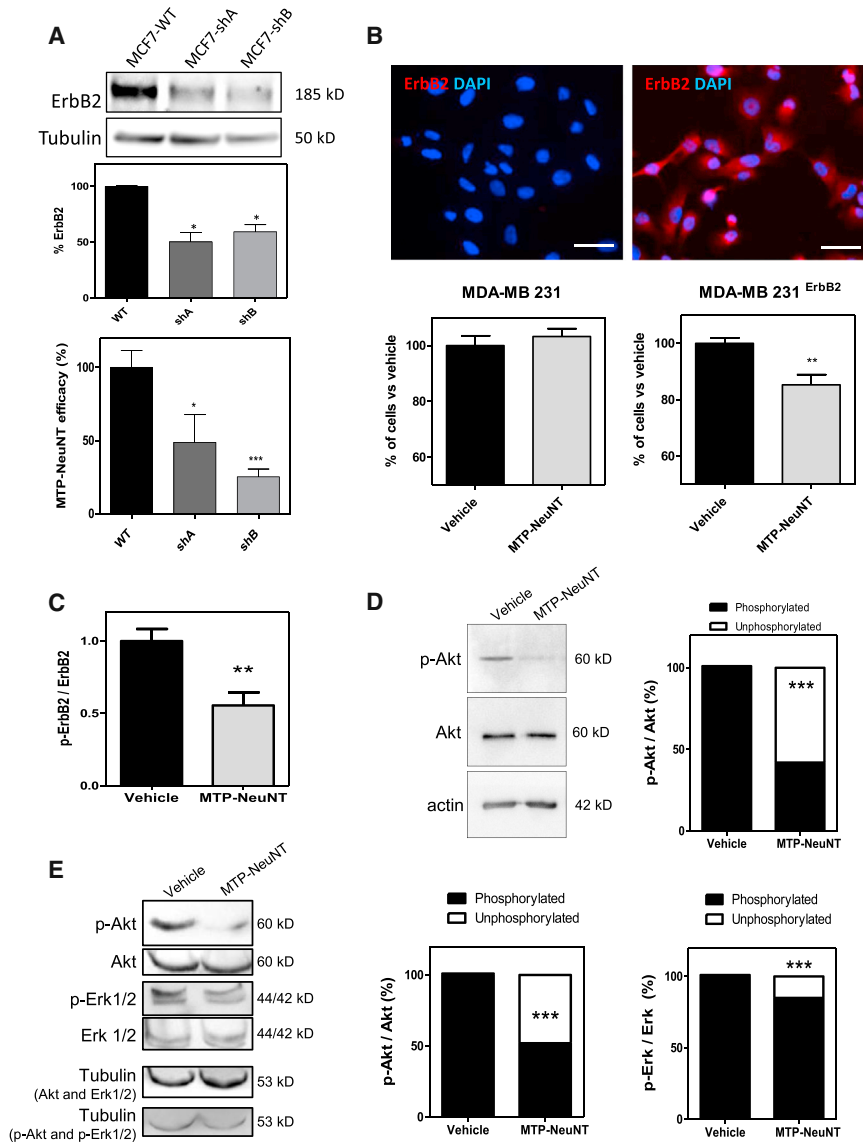 A
MCF7-WT
MCF7-shA
MCF7-shB
ErbB2
185 kD
Tubulin
50 kD
% ErbB2
100
50
0
*
*
WT
shA
shB
MTP-NeuNT efficacy (%)
100
50
0
*
***
WT
shA
shB
B
ErbB2 DAPI
ErbB2 DAPI
MDA-MB 231
% of cells vs vehicle
100
80
60
Vehicle
MTP-NeuNT
MDA-MB 231 ErbB2
% of cells vs vehicle
100
80
60
**
Vehicle
MTP-NeuNT
C
p-ErbB2 / ErbB2
1.0
0.5
0.0
**
Vehicle
MTP-NeuNT
D
Vehicle
MTP-NeuNT
p-Akt
60 kD
Akt
60 kD
actin
42 kD
Phosphorylated
Unphosphorylated
p-Akt / Akt (%)
100
50
0
***
Vehicle
MTP-NeuNT
E
Vehicle
MTP-NeuNT
p-Akt
60 kD
Akt
60 kD
p-Erk1/2
44/42 kD
Erk 1/2
44/42 kD
Tubulin
(Akt and Erk1/2)
53 kD
Tubulin
(p-Akt and p-Erk1/2)
53 kD
Phosphorylated
Unphosphorylated
p-Akt / Akt (%)
100
50
0
***
Vehicle
MTP-NeuNT
Phosphorylated
Unphosphorylated
p-Erk / Erk (%)
100
50
0
***
Vehicle
MTP-NeuNT